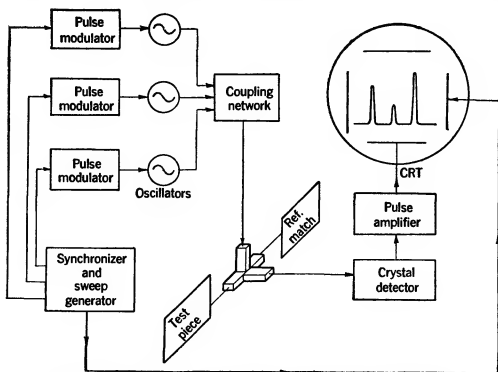 Pulse
modulator
Pulse
modulator
Pulse
modulator
Oscillators
Coupling
network
Synchronizer
and
sweep
generator
Test
piece
Ref.
match
Crystal
detector
Pulse
amplifier
CRT